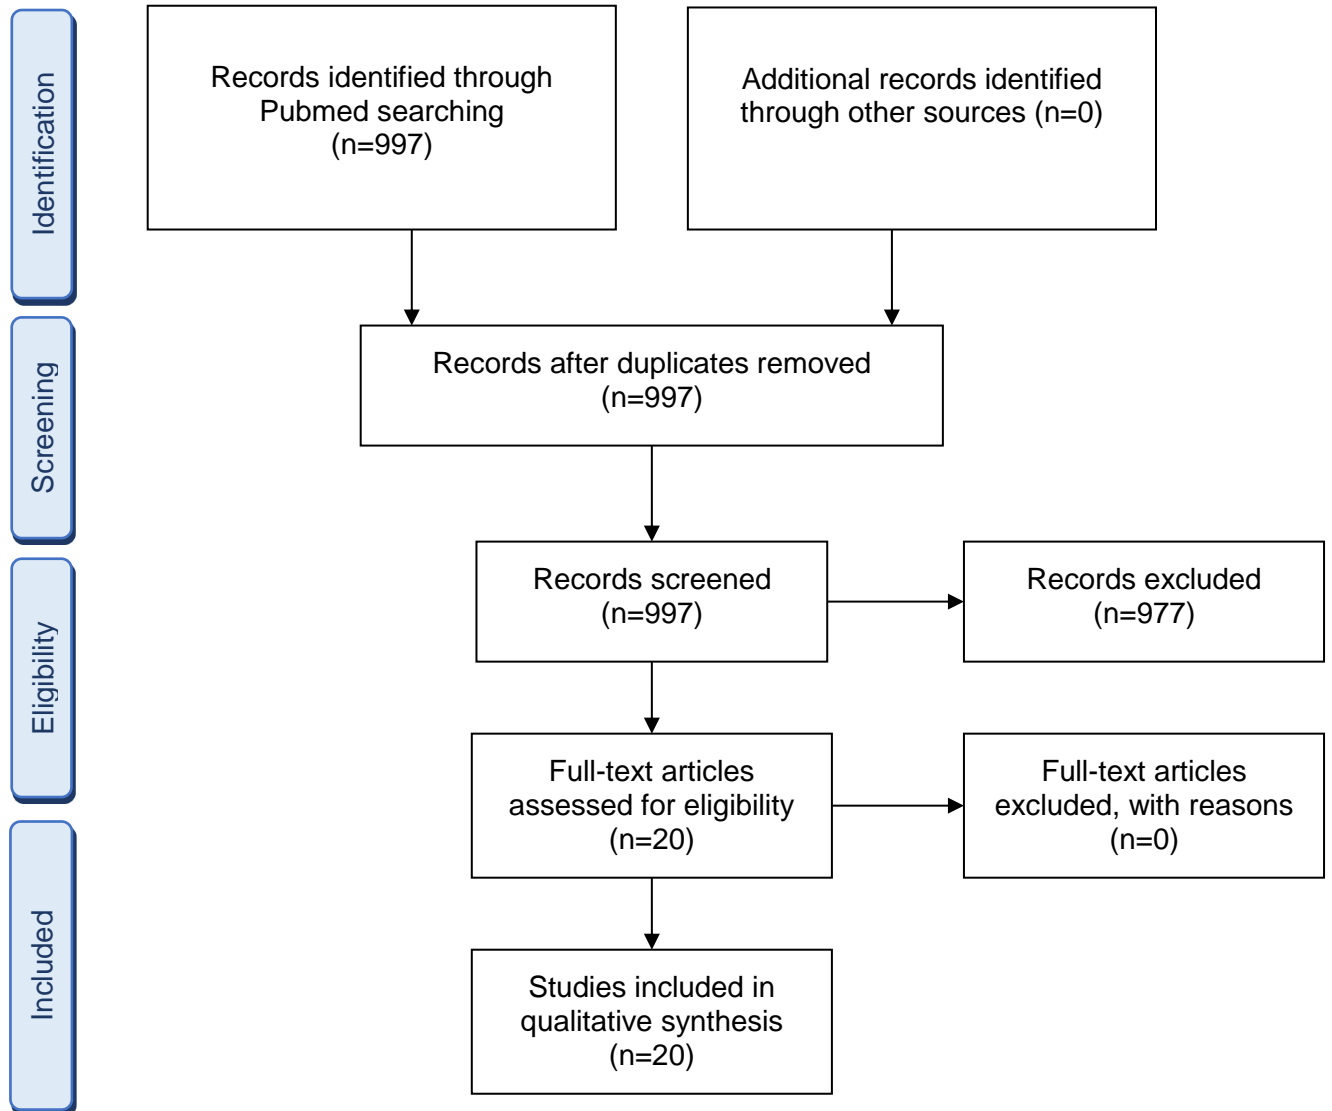 Identification
Records identified through
Pubmed searching
(n=997)
Additional records identified
through other sources (n=0)
Screening
Records after duplicates removed
(n=997)
Eligibility
Records screened
(n=997)
Records excluded
(n=977)
Full-text articles
assessed for eligibility
(n=20)
Full-text articles
excluded, with reasons
(n=0)
Included
Studies included in
qualitative synthesis
(n=20)